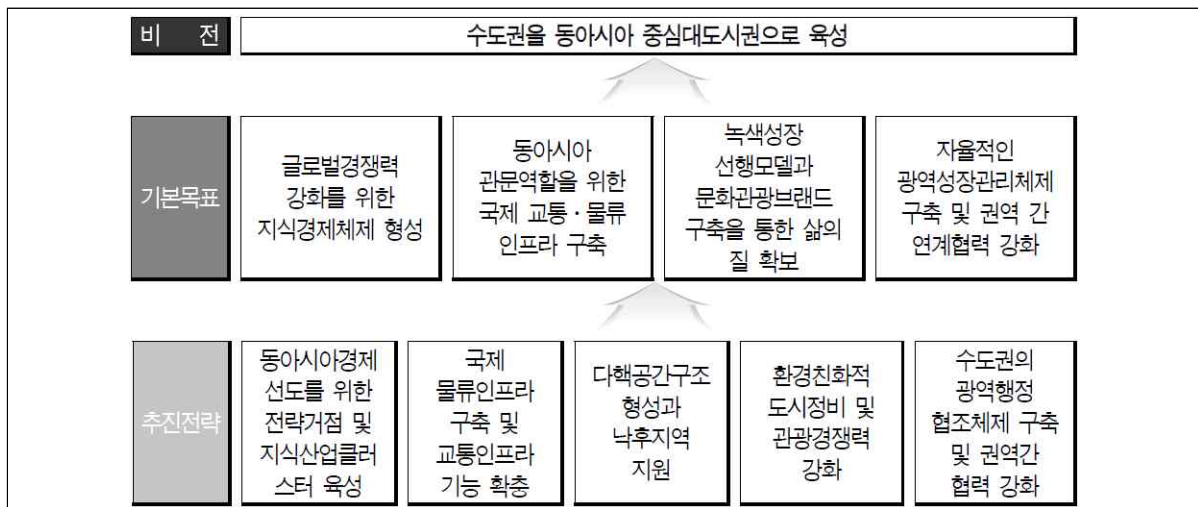 비 전
수도권을 동아시아 중심대도시권으로 육성
기본목표
글로벌경쟁력
강화를 위한
지식경제체제 형성
동아시아
관문역할을 위한
국제 교통·물류
인프라 구축
녹색성장
선행모델과
문화관광브랜드
구축을 통한 삶의
질 확보
자율적인
광역성장관리체제
구축 및 권역 간
연계협력 강화
추진전략
동아시아경제
선도를 위한
전략거점 및
지식산업클러
스터 육성
국제
물류인프라
구축 및
교통인프라
기능 확충
다핵공간구조
형성과
낙후지역
지원
환경친화적
도시정비 및
관광경쟁력
강화
수도권의
광역행정
협조체제 구축
및 권역간
협력 강화